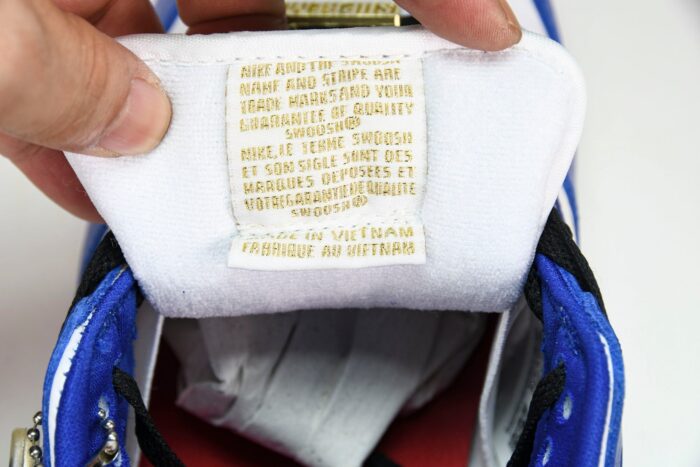 NIKE AND THE SWOOSH
NAME AND STRIPE ARE
TRADE MARKS AND YOUR
GUARANTEE OF QUALITY
SWOOSH®
NIKE, LE TERME SWOOSH
ET SON SIGLE SONT DES
MARQUES DEPOSEES ET
VOTRE GARANTIE DE QUALITE
SWOOSH®
MADE IN VIETNAM
FABRIQUE AU VIETNAM